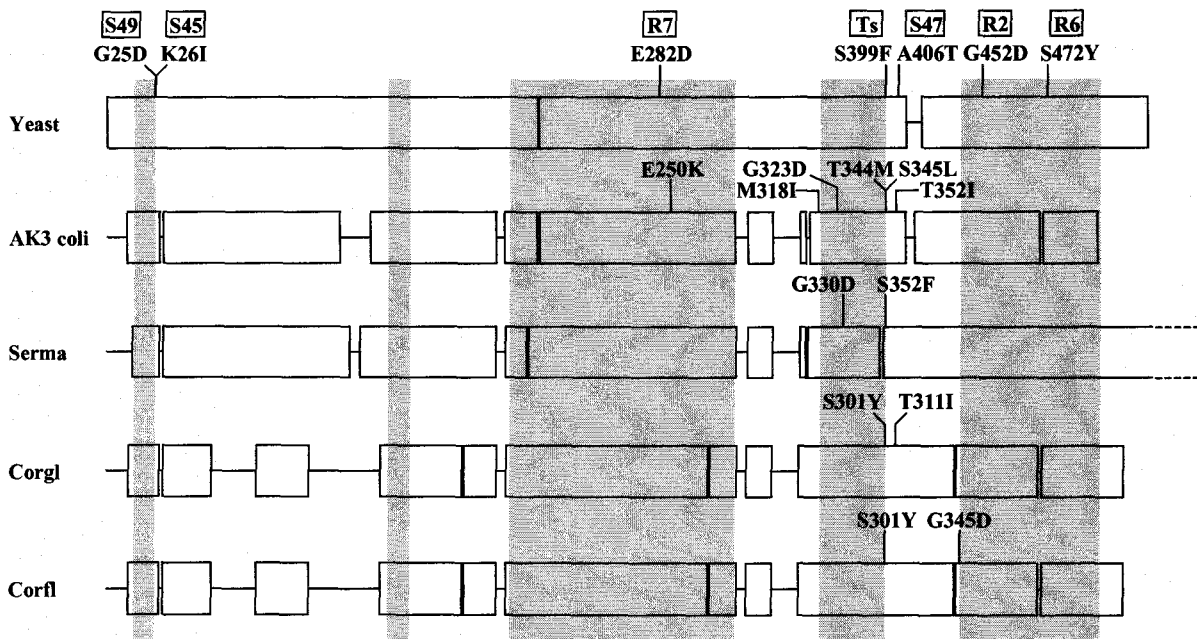 S49 S45 R7 Ts S47 R2 R6
G25D K26I E282D S399F A406T G452D S472Y
Yeast
E250K G323D T344M S345L
M318I T352I
AK3 coli
G330D S352F
Serma
S301Y T311I
Corgl
S301Y G345D
Corfl